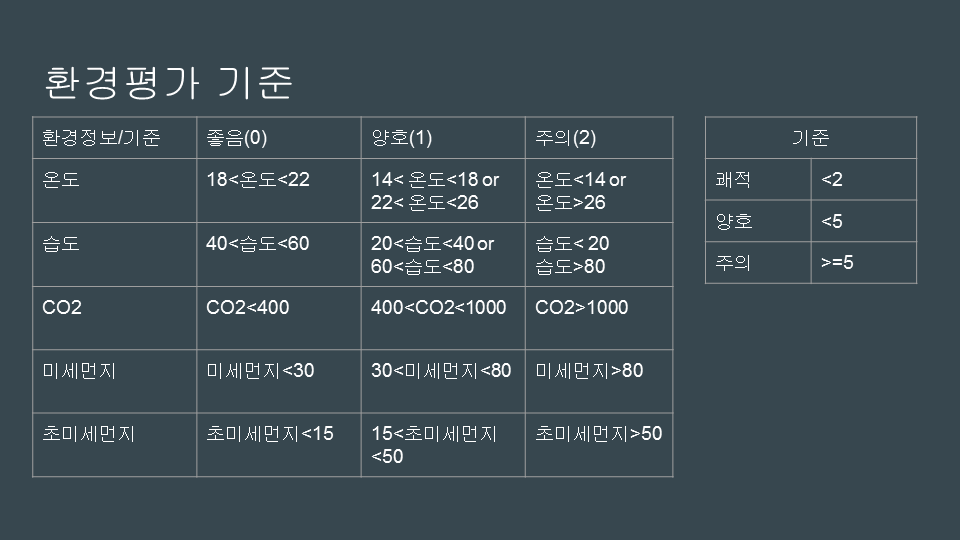 환경평가 기준
환경정보/기준 좋음(0) 양호(1) 주의(2)
온도 18<온도<22 14< 온도<18 or 온도<14 or
22< 온도<26 온도>26
습도 40<습도<60 20<습도<40 or 습도< 20
60<습도<80 습도>80
CO2 CO2<400 400<CO2<1000 CO2>1000
미세먼지 미세먼지<30 30<미세먼지<80 미세먼지>80
초미세먼지 초미세먼지<15 15<초미세먼지 초미세먼지>50
<50
기준
쾌적 <2
양호 <5
주의 >=5